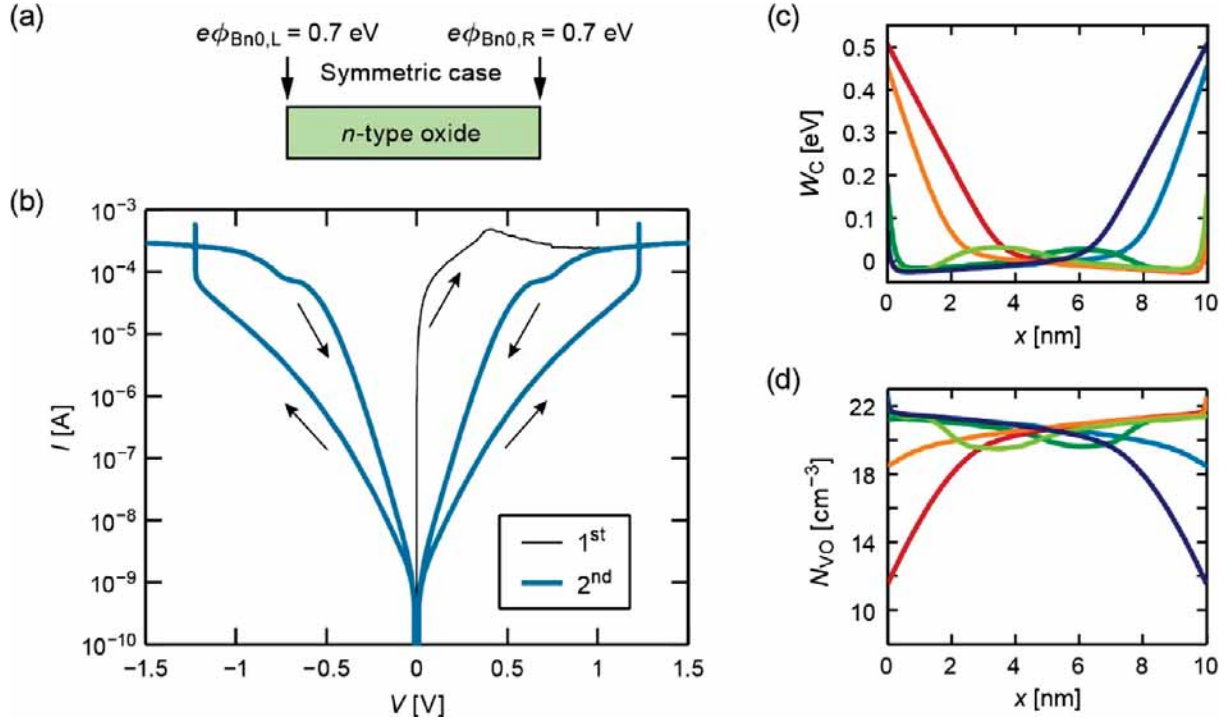 (a)
eϕBn0,L = 0.7 eV eϕBn0,R = 0.7 eV
Symmetric case
n-type oxide
(b)
I [A]
10⁻³
10⁻⁴
10⁻⁵
10⁻⁶
10⁻⁷
10⁻⁸
10⁻⁹
10⁻¹⁰
1st
2nd
−1.5 −1 −0.5 0 0.5 1 1.5
V [V]
(c)
WC [eV]
0.5
0.4
0.3
0.2
0.1
0
0 2 4 6 8 10
x [nm]
(d)
NVO [cm⁻³]
22
18
14
10
0 2 4 6 8 10
x [nm]